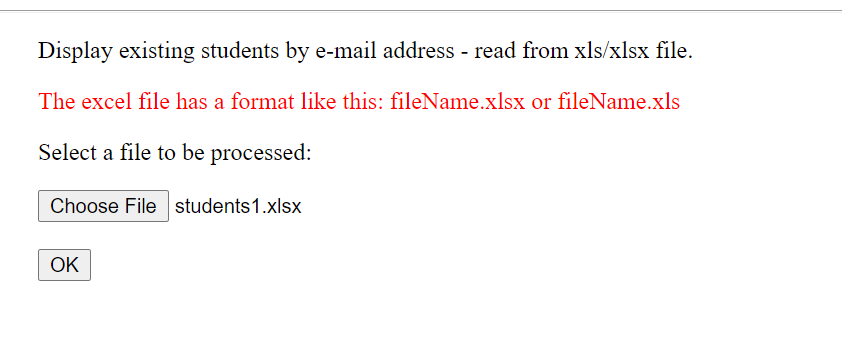 Display existing students by e-mail address - read from xls/xlsx file.
The excel file has a format like this: fileName.xlsx or fileName.xls
Select a file to be processed:
Choose File students1.xlsx
OK